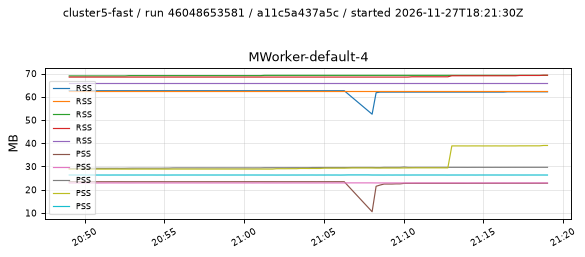 cluster5-fast / run 46048653581 / a11c5a437a5c / started 2026-11-27T18:21:30Z
MWorker-default-4
MB
70
60
50
40
30
20
10
RSS
RSS
RSS
RSS
RSS
PSS
PSS
PSS
PSS
PSS
20:50
20:55
21:00
21:05
21:10
21:15
21:20